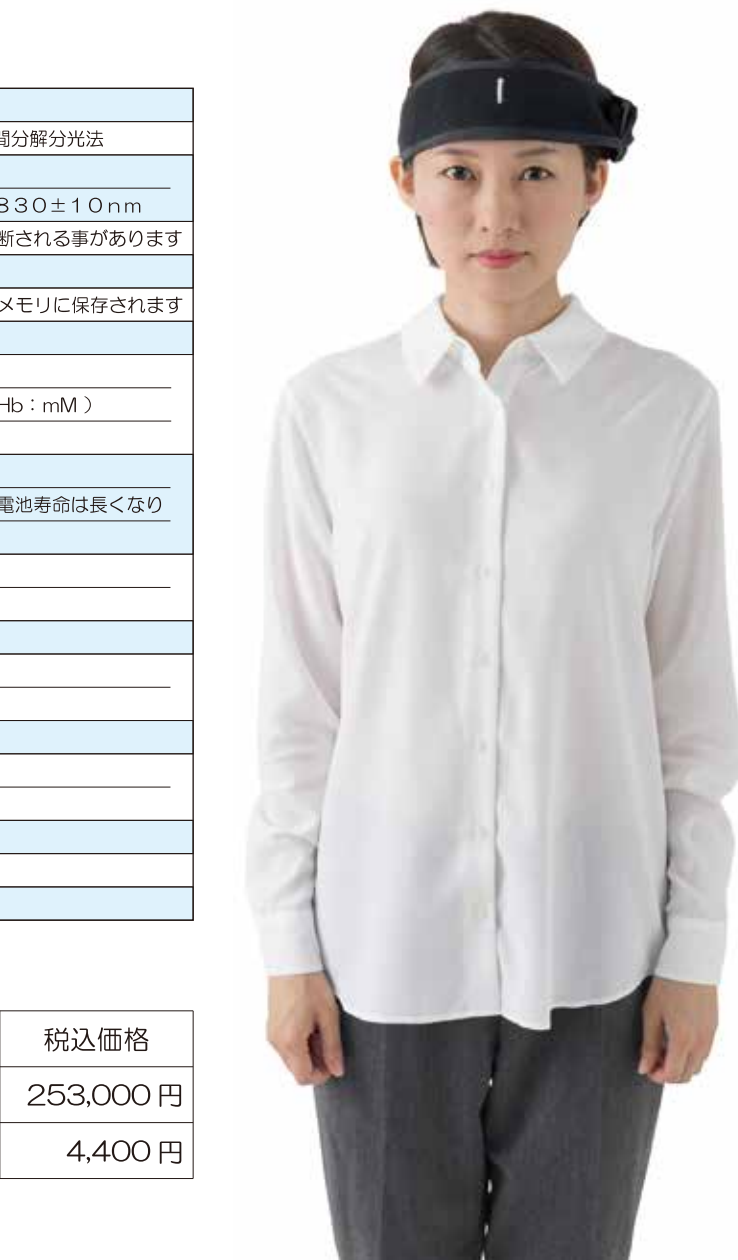 間分解分光法
830±10nm
断される事があります
メモリに保存されます
Hb：mM )
電池寿命は長くなり
税込価格
253,000 円
4,400 円